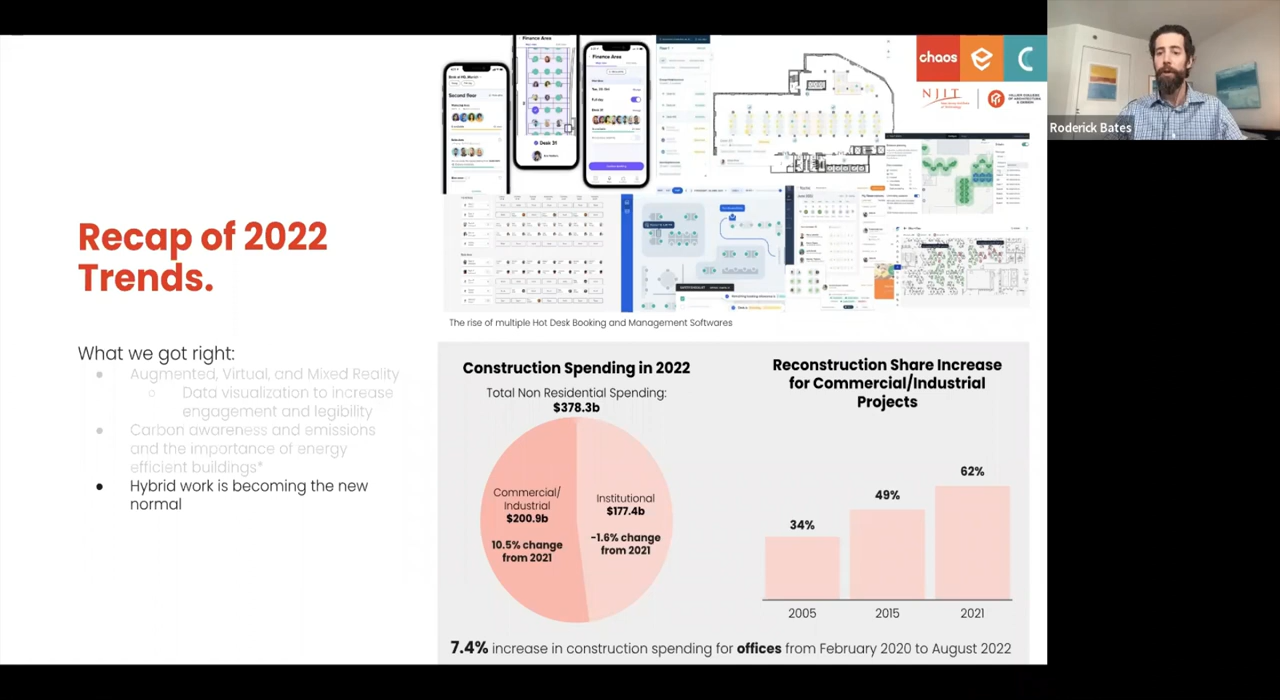 Recap of 2022
Trends.
What we got right:
Augmented, Virtual, and Mixed Reality
Data visualization to increase
engagement and legibility
Carbon awareness and emissions
and the importance of energy
efficient buildings*
Hybrid work is becoming the new
normal
Finance Area
Desk 31
Second floor
Finance Area
chaos
NJIT
The rise of multiple Hot Desk Booking and Management Softwares
Construction Spending in 2022
Total Non Residential Spending:
$378.3b
Commercial/
Industrial
$200.9b
10.5% change
from 2021
Institutional
$177.4b
-1.6% change
from 2021
Reconstruction Share Increase
for Commercial/Industrial
Projects
34%
49%
62%
2005
2015
2021
7.4% increase in construction spending for offices from February 2020 to August 2022
Roderick Bates